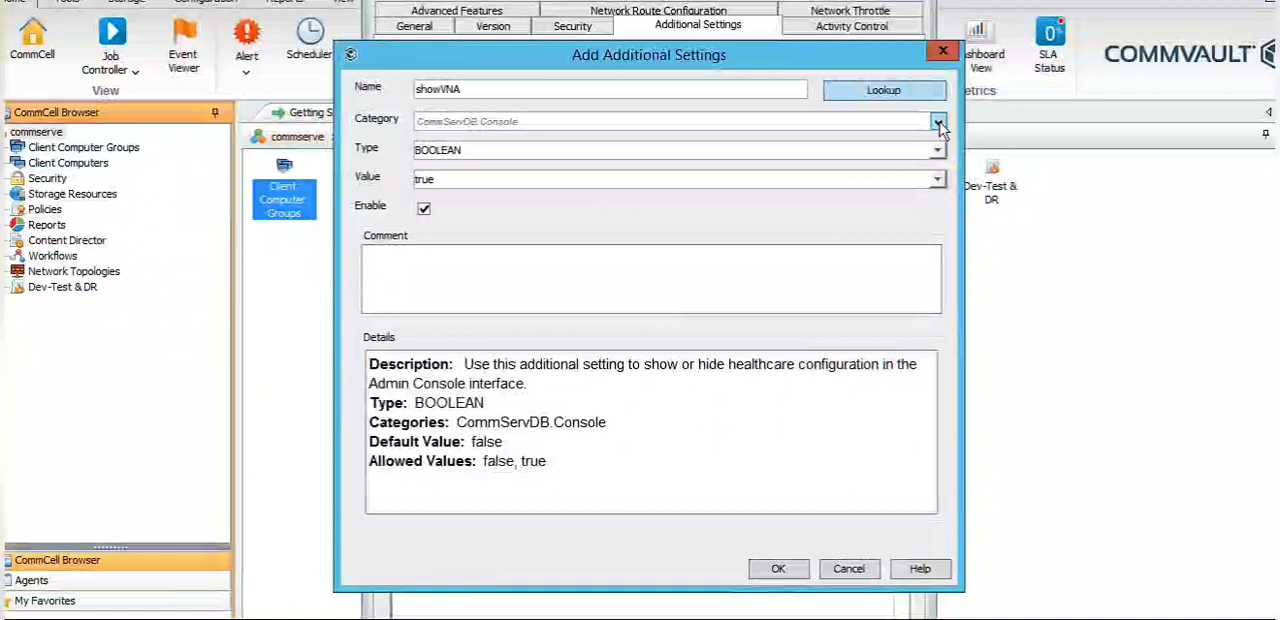 Tools
Storage
Configuration
Reports
View
CommCell
Job
Controller
Event
Viewer
Alert
Scheduler
View
Advanced Features
Network Route Configuration
Network Throttle
General
Version
Security
Additional Settings
Activity Control
View
SLA
Status
COMMVAULT
CommCell Browser
commserve
Client Computer Groups
Client Computers
Security
Storage Resources
Policies
Reports
Content Director
Workflows
Network Topologies
Dev-Test & DR
CommCell Browser
Agents
My Favorites
Getting S
commserve
Client
Computer
Groups
Add Additional Settings
Name showVNA Lookup
Category CommServDB.Console
Type BOOLEAN
Value true
Enable
Comment
Details
Description: Use this additional setting to show or hide healthcare configuration in the
Admin Console interface.
Type: BOOLEAN
Categories: CommServDB.Console
Default Value: false
Allowed Values: false, true
OK Cancel Help
Dev-Test &
DR